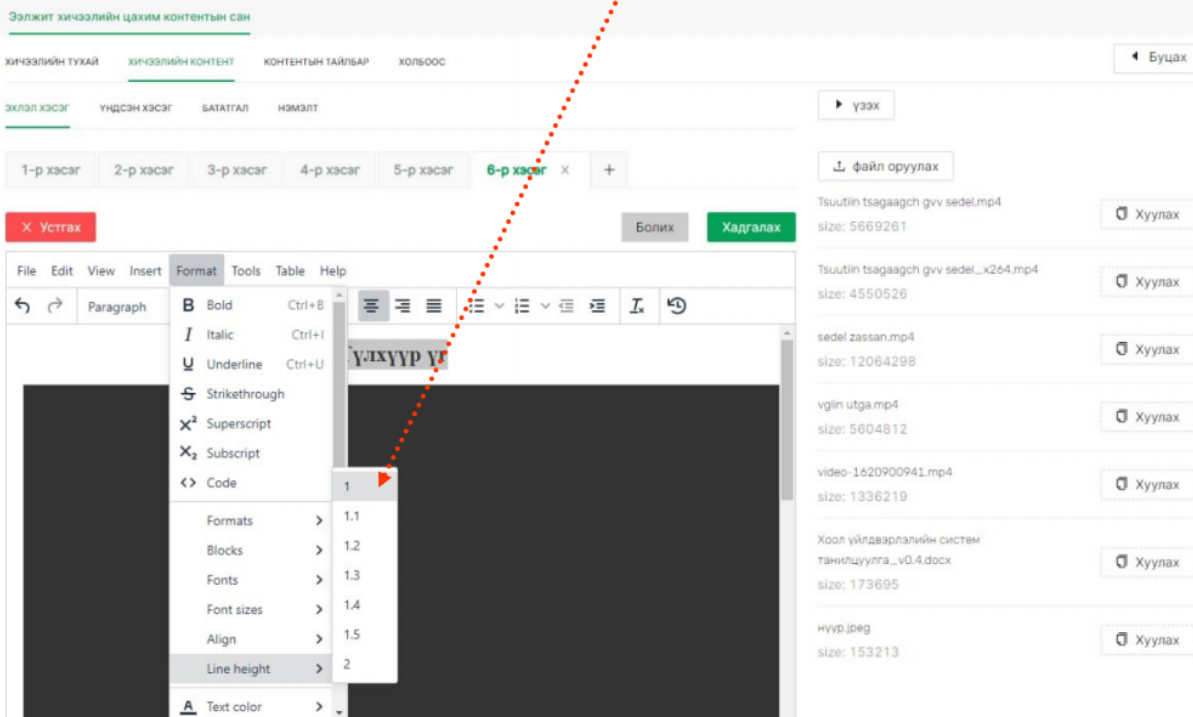 Ээлжит хичээлийн цахим контентын сан
ХИЧЭЭЛИЙН ТУХАЙ ХИЧЭЭЛИЙН КОНТЕНТ КОНТЕНТЫН ТАЙЛБАР ХОЛБООС
Буцах
ЭХЛЭЛ ХЭСЭГ ҮНДСЭН ХЭСЭГ БАТАТГАЛ НЭМЭЛТ
үзэх
1-р хэсэг 2-р хэсэг 3-р хэсэг 4-р хэсэг 5-р хэсэг 6-р хэсэг × +
файл оруулах
X Устгах Болих Хадгалах
File Edit View Insert Format Tools Table Help
Paragraph
Түлхүүр үг
B Bold Ctrl+B
I Italic Ctrl+I
U Underline Ctrl+U
S Strikethrough
X² Superscript
X₂ Subscript
<> Code
Formats
Blocks
Fonts
Font sizes
Align
Line height
A Text color
1
1.1
1.2
1.3
1.4
1.5
2
Tsuutiin tsagaagch gvv sedel.mp4
size: 5669261
Хуулах
Tsuutiin tsagaagch gvv sedel_x264.mp4
size: 4550526
Хуулах
sedel zassan.mp4
size: 12064298
Хуулах
vgiin utga.mp4
size: 5604812
Хуулах
video-1620900941.mp4
size: 1336219
Хуулах
Хоол үйлдвэрлэлийн систем
танилцуулга_v0.4.docx
size: 173695
Хуулах
нүүр.jpeg
size: 153213
Хуулах